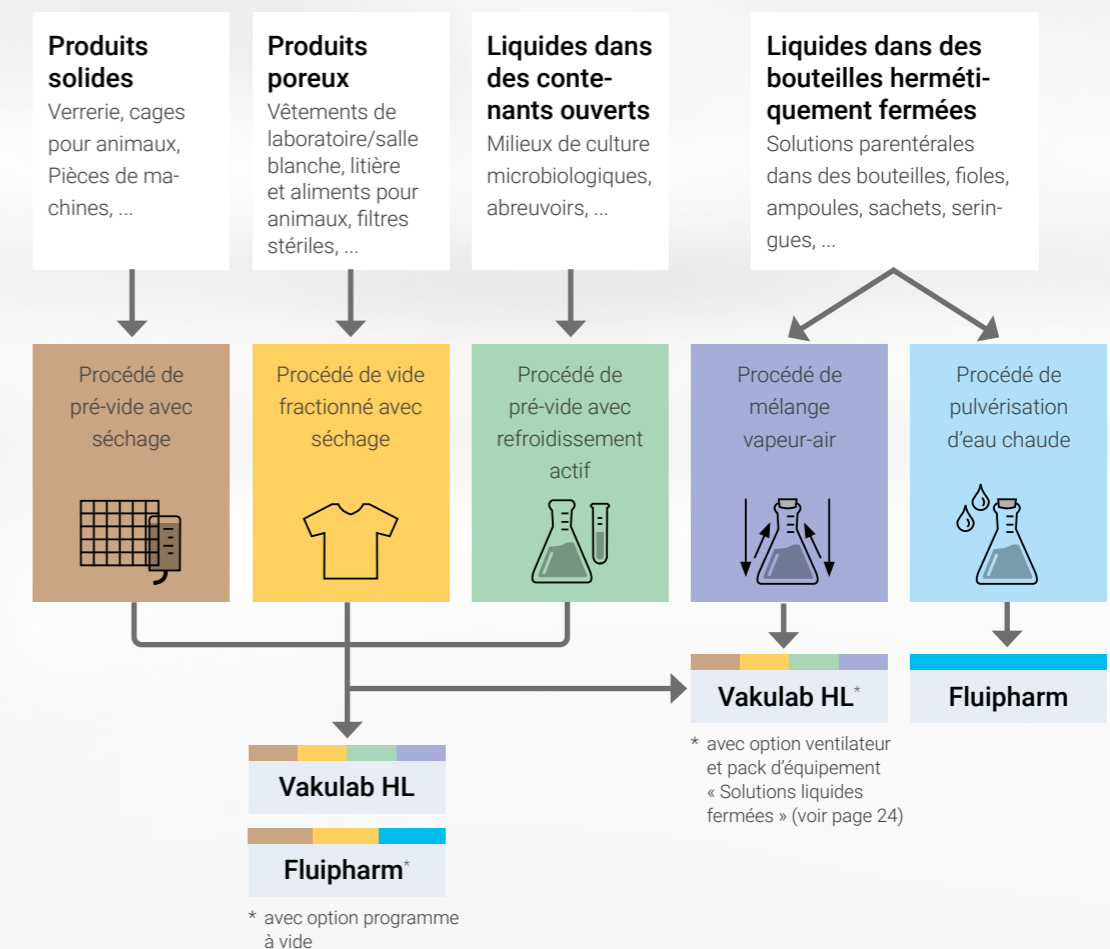 Produits
solides
Verrerie, cages
pour animaux,
Pièces de ma-
chines, ...
Produits
poreux
Vêtements de
laboratoire/salle
blanche, litière
et aliments pour
animaux, filtres
stériles, ...
Liquides dans
des conte-
nants ouverts
Milieux de culture
microbiologiques,
abreuvoirs, ...
Liquides dans des
bouteilles herméti-
quement fermées
Solutions parentérales
dans des bouteilles, fioles,
ampoules, sachets, serin-
gues, ...
Procédé de
pré-vide avec
séchage
Procédé de vide
fractionné avec
séchage
Procédé de
pré-vide avec
refroidissement
actif
Procédé de
mélange
vapeur-air
Procédé de
pulvérisation
d'eau chaude
Vakulab HL*
* avec option ventilateur
et pack d'équipement
« Solutions liquides
fermées » (voir page 24)
Fluipharm
Vakulab HL
Fluipharm*
* avec option programme
à vide